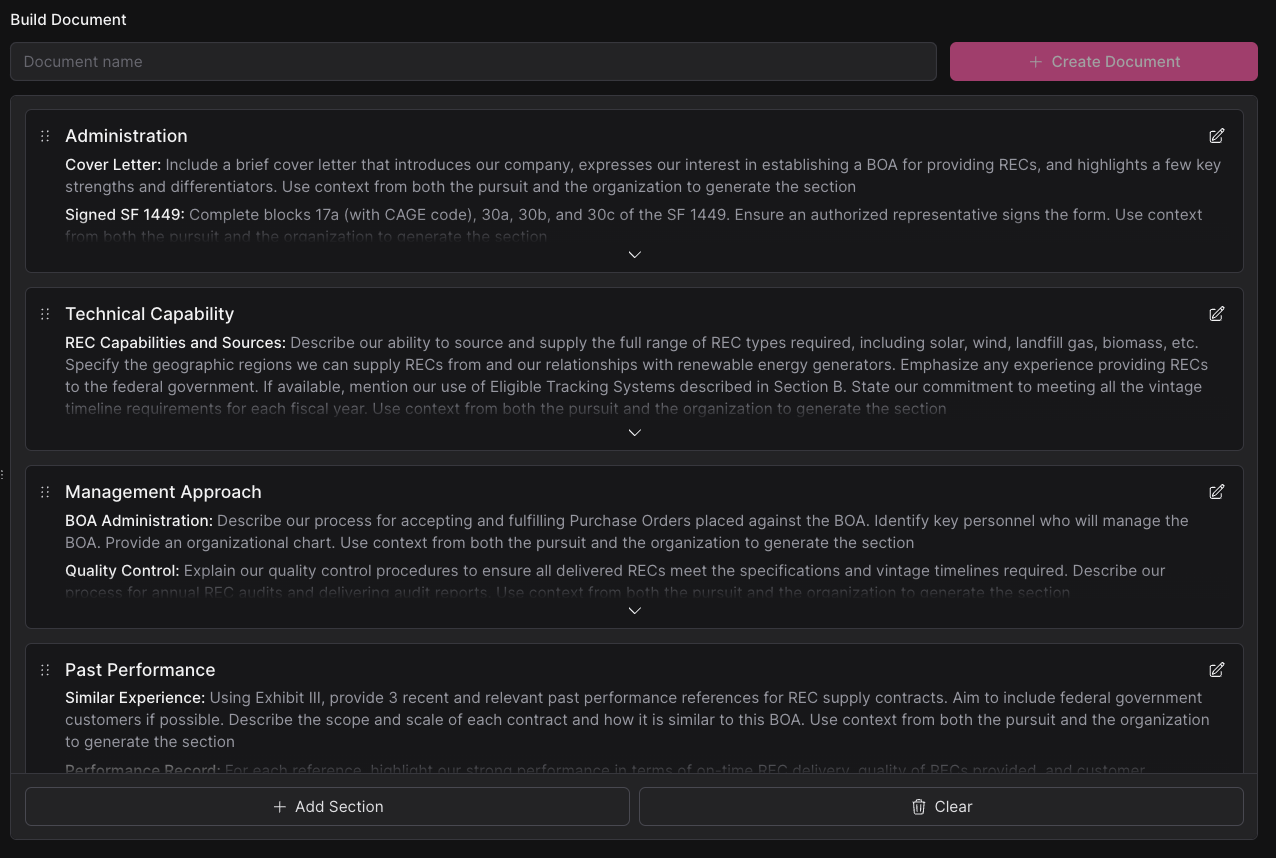 Build Document
Document name
Create Document
Administration
Cover Letter: Include a brief cover letter that introduces our company, expresses our interest in establishing a BOA for providing RECs, and highlights a few key
strengths and differentiators. Use context from both the pursuit and the organization to generate the section
Signed SF 1449: Complete blocks 17a (with CAGE code), 30a, 30b, and 30c of the SF 1449. Ensure an authorized representative signs the form. Use context
from both the pursuit and the organization to generate the section
Technical Capability
REC Capabilities and Sources: Describe our ability to source and supply the full range of REC types required, including solar, wind, landfill gas, biomass, etc.
Specify the geographic regions we can supply RECs from and our relationships with renewable energy generators. Emphasize any experience providing RECs
to the federal government. If available, mention our use of Eligible Tracking Systems described in Section B. State our commitment to meeting all the vintage
timeline requirements for each fiscal year. Use context from both the pursuit and the organization to generate the section
Management Approach
BOA Administration: Describe our process for accepting and fulfilling Purchase Orders placed against the BOA. Identify key personnel who will manage the
BOA. Provide an organizational chart. Use context from both the pursuit and the organization to generate the section
Quality Control: Explain our quality control procedures to ensure all delivered RECs meet the specifications and vintage timelines required. Describe our
process for annual REC audits and delivering audit reports. Use context from both the pursuit and the organization to generate the section
Past Performance
Similar Experience: Using Exhibit III, provide 3 recent and relevant past performance references for REC supply contracts. Aim to include federal government
customers if possible. Describe the scope and scale of each contract and how it is similar to this BOA. Use context from both the pursuit and the organization
to generate the section
Performance Record: For each reference, highlight our strong performance in terms of on-time REC delivery, quality of RECs provided, and customer
Add Section
Clear